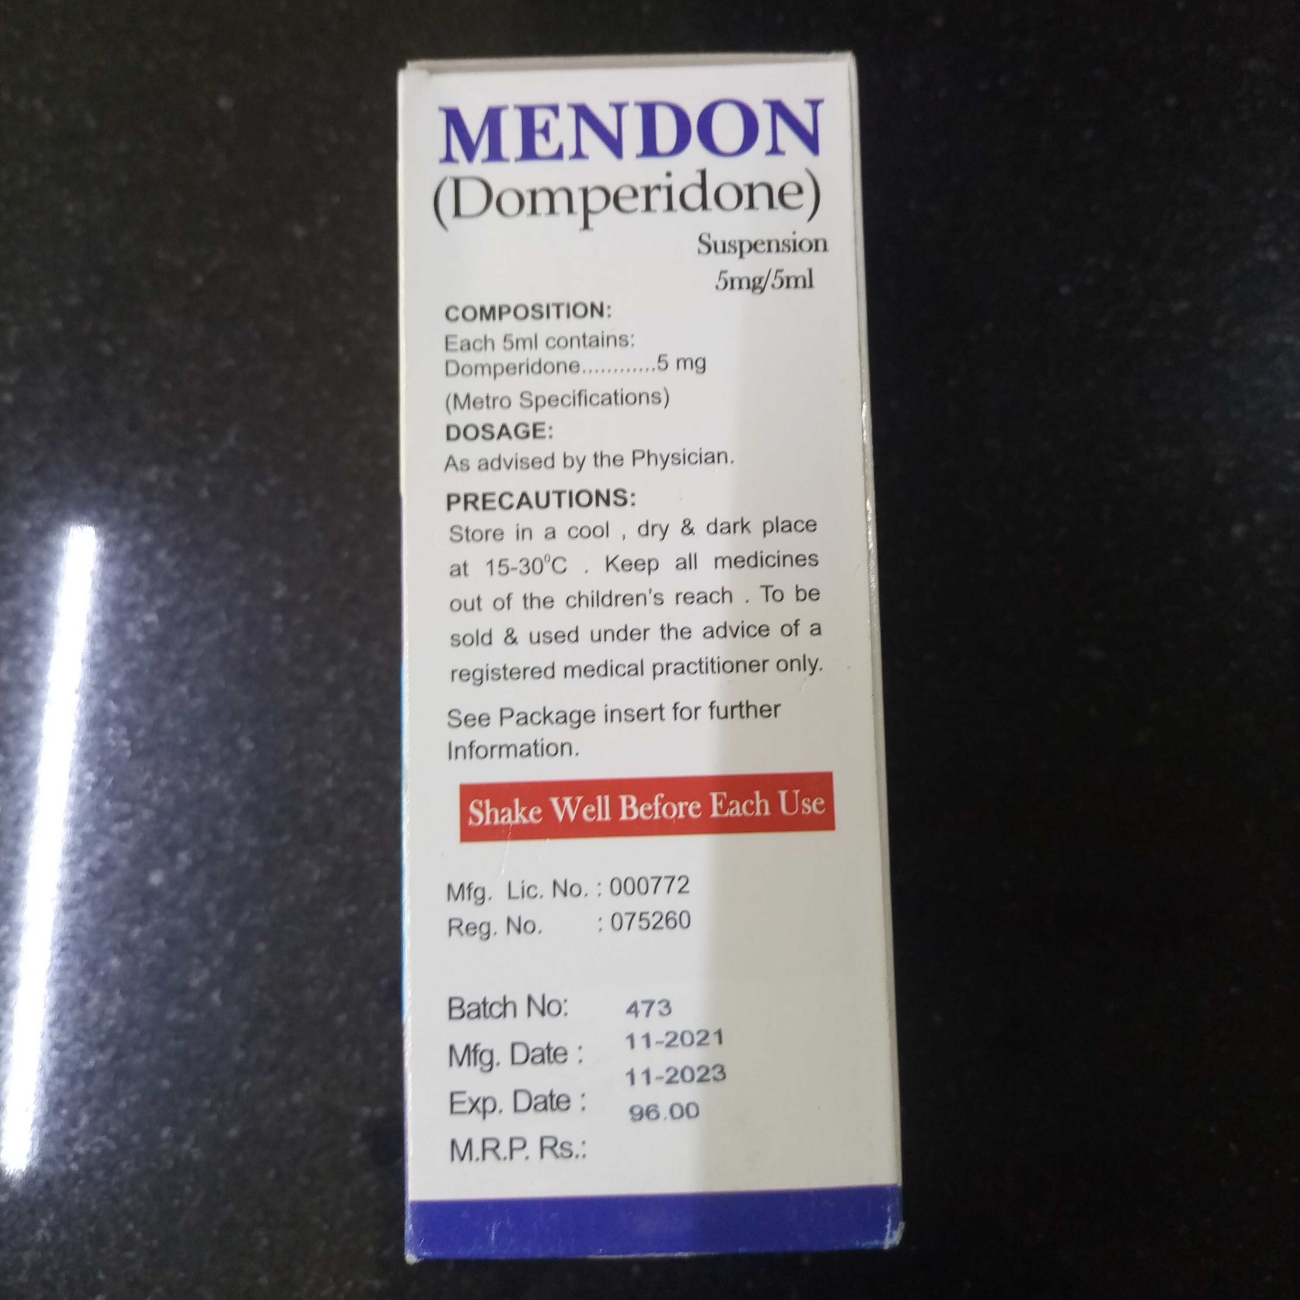 MENDON
(Domperidone)
Suspension
5mg/5ml
COMPOSITION:
Each 5ml contains:
Domperidone............5 mg
(Metro Specifications)
DOSAGE:
As advised by the Physician.
PRECAUTIONS:
Store in a cool , dry & dark place
at 15-30⁰C . Keep all medicines
out of the children's reach . To be
sold & used under the advice of a
registered medical practitioner only.
See Package insert for further
Information.
Shake Well Before Each Use
Mfg. Lic. No. : 000772
Reg. No. : 075260
Batch No: 473
Mfg. Date : 11-2021
Exp. Date : 11-2023
M.R.P. Rs.: 96.00